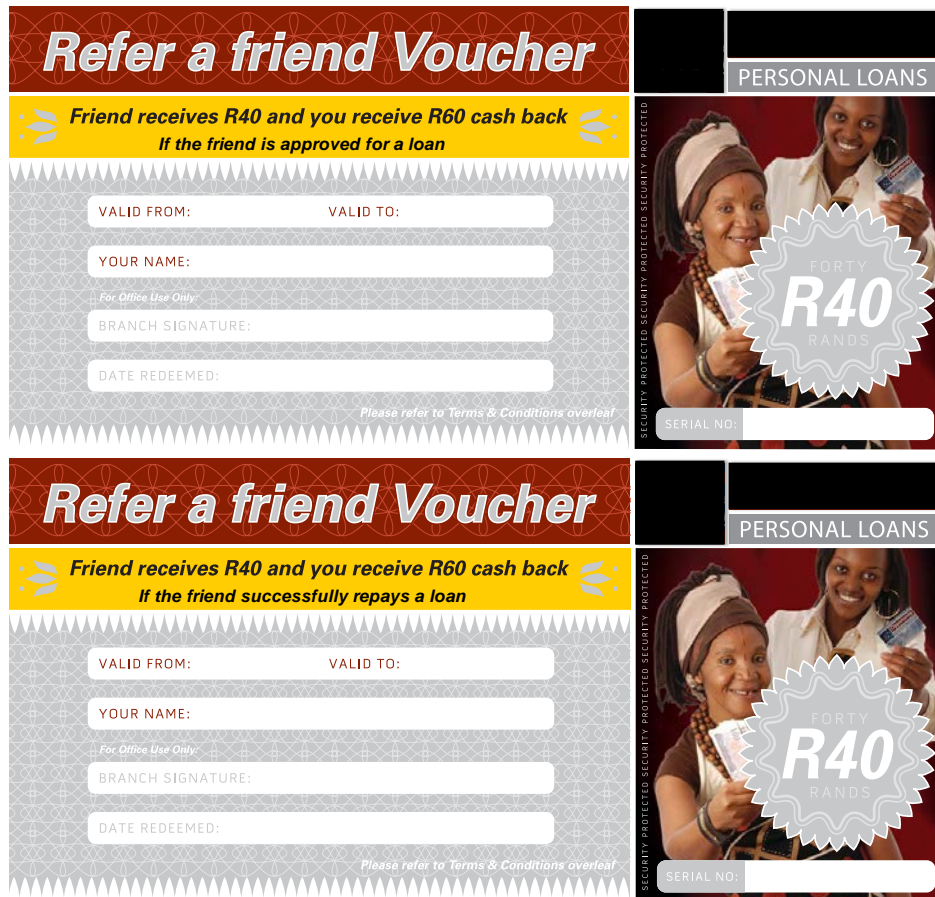 Refer a friend Voucher
PERSONAL LOANS
Friend receives R40 and you receive R60 cash back
If the friend is approved for a loan
VALID FROM: VALID TO:
YOUR NAME:
For Office Use Only:
BRANCH SIGNATURE:
DATE REDEEMED:
Please refer to Terms & Conditions overleaf
SECURITY PROTECTED SECURITY PROTECTED SECURITY PROTECTED
FORTY
R40
RANDS
SERIAL NO:
Refer a friend Voucher
PERSONAL LOANS
Friend receives R40 and you receive R60 cash back
If the friend successfully repays a loan
VALID FROM: VALID TO:
YOUR NAME:
For Office Use Only:
BRANCH SIGNATURE:
DATE REDEEMED:
Please refer to Terms & Conditions overleaf
SECURITY PROTECTED SECURITY PROTECTED SECURITY PROTECTED
FORTY
R40
RANDS
SERIAL NO: